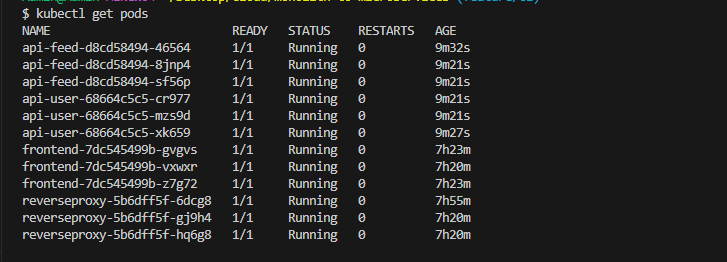 $ kubectl get pods
NAME READY STATUS RESTARTS AGE
api-feed-d8cd58494-46564 1/1 Running 0 9m32s
api-feed-d8cd58494-8jnp4 1/1 Running 0 9m21s
api-feed-d8cd58494-sf56p 1/1 Running 0 9m21s
api-user-68664c5c5-cr977 1/1 Running 0 9m21s
api-user-68664c5c5-mzs9d 1/1 Running 0 9m21s
api-user-68664c5c5-xk659 1/1 Running 0 9m27s
frontend-7dc545499b-gvgvs 1/1 Running 0 7h23m
frontend-7dc545499b-vxwxr 1/1 Running 0 7h20m
frontend-7dc545499b-z7g72 1/1 Running 0 7h23m
reverseproxy-5b6dff5f-6dcg8 1/1 Running 0 7h55m
reverseproxy-5b6dff5f-gj9h4 1/1 Running 0 7h20m
reverseproxy-5b6dff5f-hq6g8 1/1 Running 0 7h20m